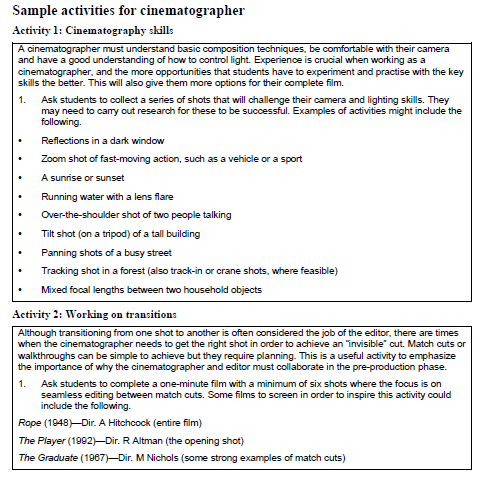 Sample activities for cinematographer
Activity 1: Cinematography skills
A cinematographer must understand basic composition techniques, be comfortable with their camera
and have a good understanding of how to control light. Experience is crucial when working as a
cinematographer, and the more opportunities that students have to experiment and practise with the key
skills the better. This will also give them more options for their complete film.
1. Ask students to collect a series of shots that will challenge their camera and lighting skills. They
may need to carry out research for these to be successful. Examples of activities might include the
following.
• Reflections in a dark window
• Zoom shot of fast-moving action, such as a vehicle or a sport
• A sunrise or sunset
• Running water with a lens flare
• Over-the-shoulder shot of two people talking
• Tilt shot (on a tripod) of a tall building
• Panning shots of a busy street
• Tracking shot in a forest (also track-in or crane shots, where feasible)
• Mixed focal lengths between two household objects
Activity 2: Working on transitions
Although transitioning from one shot to another is often considered the job of the editor, there are times
when the cinematographer needs to get the right shot in order to achieve an "invisible" cut. Match cuts or
walkthroughs can be simple to achieve but they require planning. This is a useful activity to emphasize
the importance of why the cinematographer and editor must collaborate in the pre-production phase.
1. Ask students to complete a one-minute film with a minimum of six shots where the focus is on
seamless editing between match cuts. Some films to screen in order to inspire this activity could
include the following.
Rope (1948)—Dir. A Hitchcock (entire film)
The Player (1992)—Dir. R Altman (the opening shot)
The Graduate (1967)—Dir. M Nichols (some strong examples of match cuts)